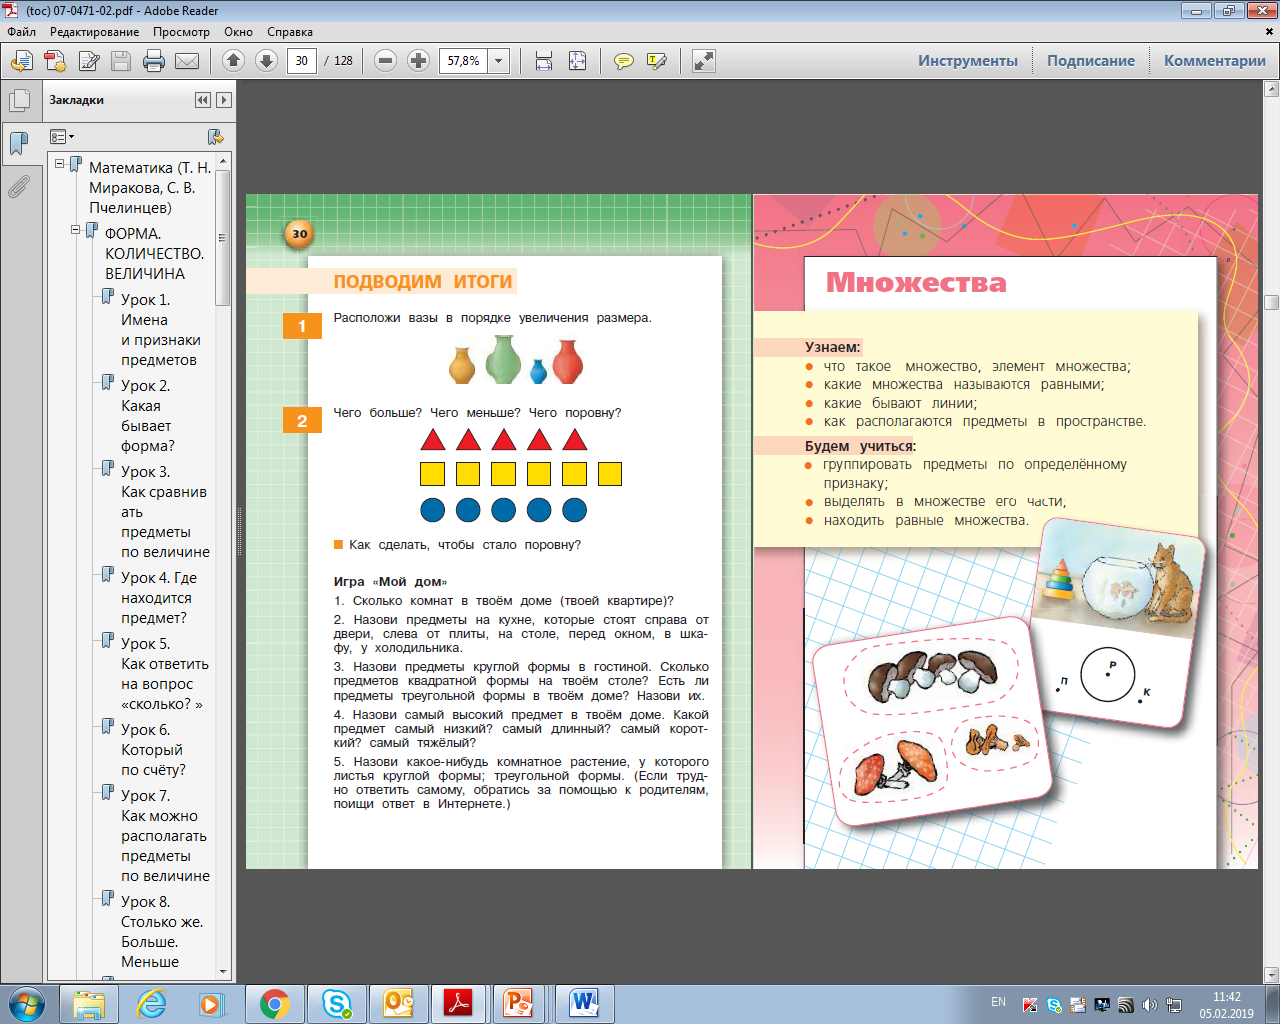 (toc) 07-0471-02.pdf - Adobe Reader
Файл Редактирование Просмотр Окно Справка
30 / 128
57,8%
Инструменты Подписание Комментарии
Закладки
Математика (Т. Н.
Миракова, С. В.
Пчелинцев)
ФОРМА.
КОЛИЧЕСТВО.
ВЕЛИЧИНА
Урок 1.
Имена
и признаки
предметов
Урок 2.
Какая
бывает
форма?
Урок 3.
Как сравнив
ать
предметы
по величине
Урок 4. Где
находится
предмет?
Урок 5.
Как ответить
на вопрос
«сколько? »
Урок 6.
Который
по счёту?
Урок 7.
Как можно
располагать
предметы
по величине
Урок 8.
Столько же.
Больше.
Меньше
30
ПОДВОДИМ ИТОГИ
1
Расположи вазы в порядке увеличения размера.
2
Чего больше? Чего меньше? Чего поровну?
Как сделать, чтобы стало поровну?
Игра «Мой дом»
1. Сколько комнат в твоём доме (твоей квартире)?
2. Назови предметы на кухне, которые стоят справа от
двери, слева от плиты, на столе, перед окном, в шка-
фу, у холодильника.
3. Назови предметы круглой формы в гостиной. Сколько
предметов квадратной формы на твоём столе? Есть ли
предметы треугольной формы в твоём доме? Назови их.
4. Назови самый высокий предмет в твоём доме. Какой
предмет самый низкий? самый длинный? самый корот-
кий? самый тяжёлый?
5. Назови какое-нибудь комнатное растение, у которого
листья круглой формы; треугольной формы. (Если труд-
но ответить самому, обратись за помощью к родителям,
поищи ответ в Интернете.)
Множества
Узнаем:
что такое множество, элемент множества;
какие множества называются равными;
какие бывают линии;
как располагаются предметы в пространстве.
Будем учиться:
группировать предметы по определённому
признаку;
выделять в множестве его части;
находить равные множества.
Р
П
К
EN
11:42
05.02.2019